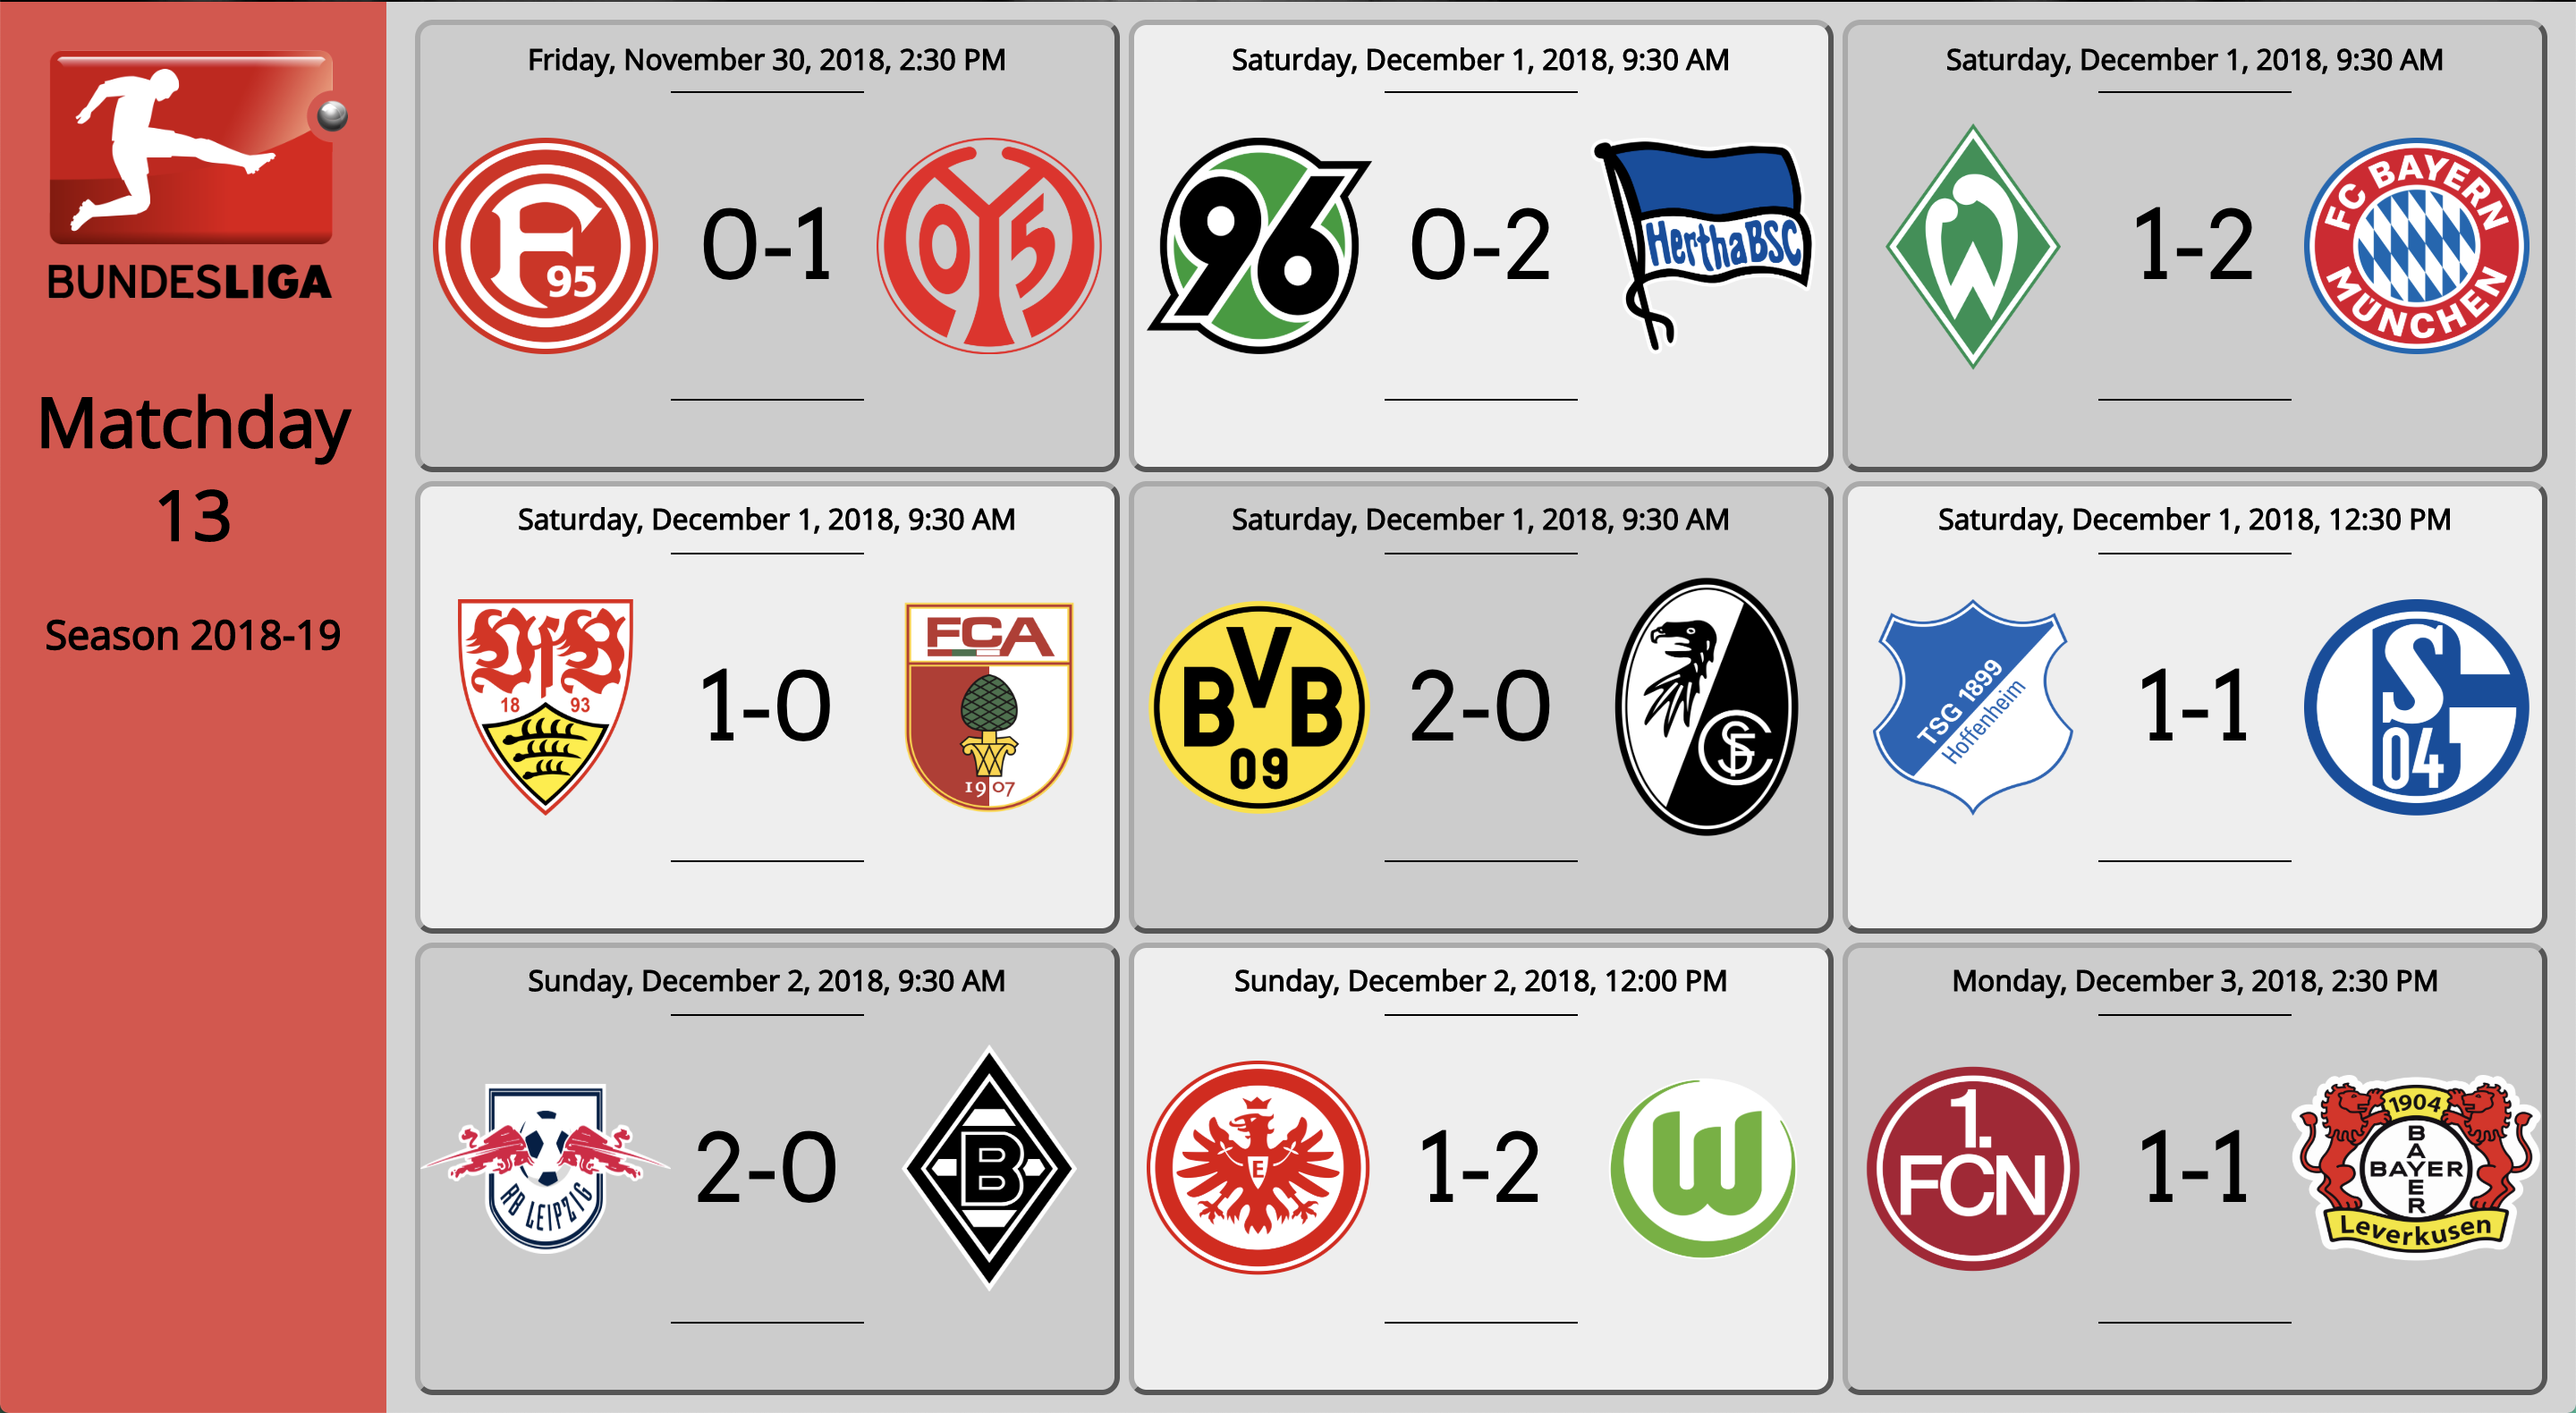 BUNDESLIGA
Matchday
13
Season 2018-19
Friday, November 30, 2018, 2:30 PM
F 95
0-1
05
Saturday, December 1, 2018, 9:30 AM
96
0-2
HerthaBSC
Saturday, December 1, 2018, 9:30 AM
W
1-2
FC BAYERN
MÜNCHEN
Saturday, December 1, 2018, 9:30 AM
VfB
18 93
1-0
FCA
1907
Saturday, December 1, 2018, 9:30 AM
BVB
09
2-0
SCF
Saturday, December 1, 2018, 12:30 PM
TSG 1899
Hoffenheim
1-1
S
04
Sunday, December 2, 2018, 9:30 AM
RB LEIPZIG
2-0
B
Sunday, December 2, 2018, 12:00 PM
E
1-2
W
Monday, December 3, 2018, 2:30 PM
1.
FCN
1-1
1904
BAYER
BAYER
Leverkusen